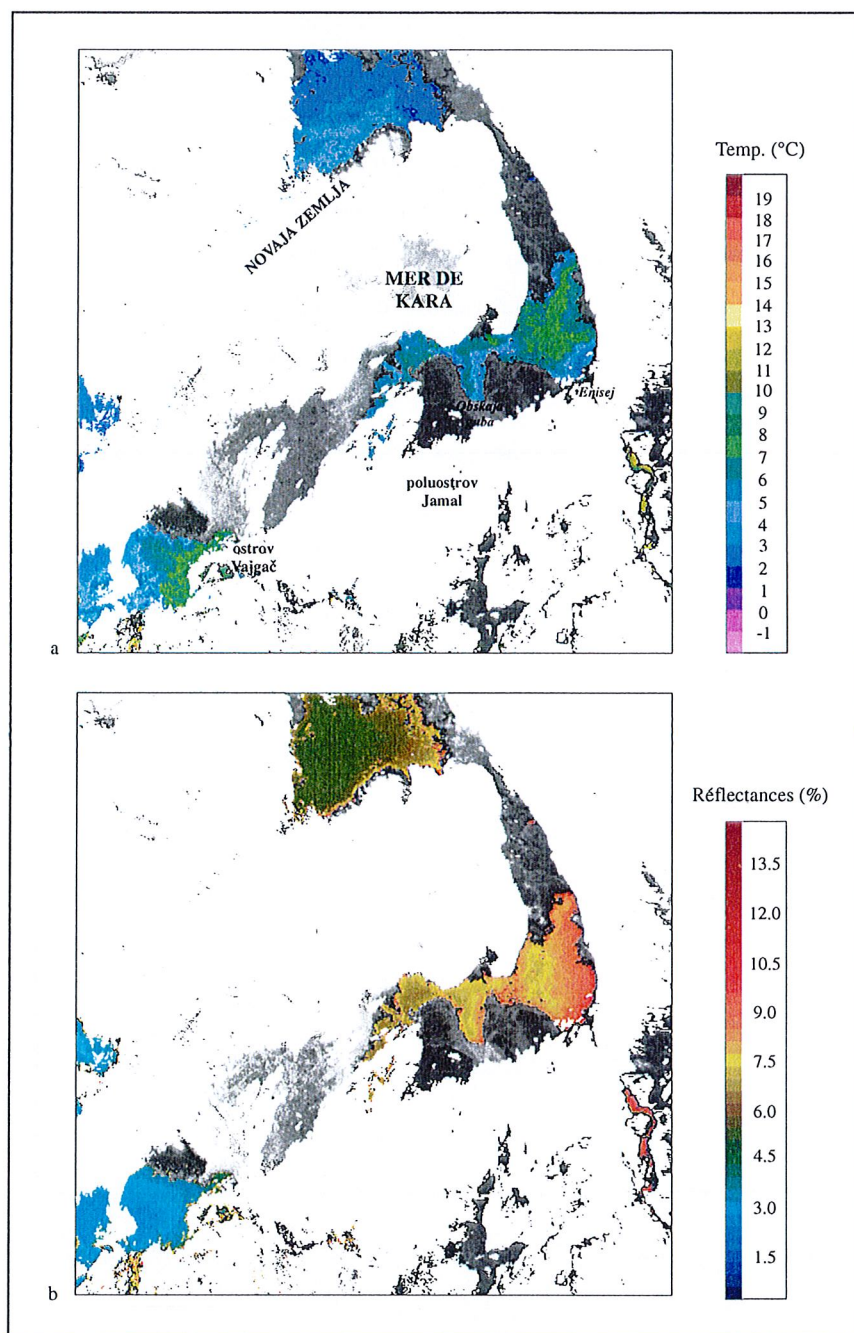 Temp. (°C)
19
18
17
16
15
14
13
12
11
10
9
8
7
6
5
4
3
2
1
0
-1
NOVAJA ZEMLJA
MER DE
KARA
Enisej
Obskaja
guba
poluostrov
Jamal
ostrov
Vajgač
a
Réflectances (%)
13.5
12.0
10.5
9.0
7.5
6.0
4.5
3.0
1.5
b